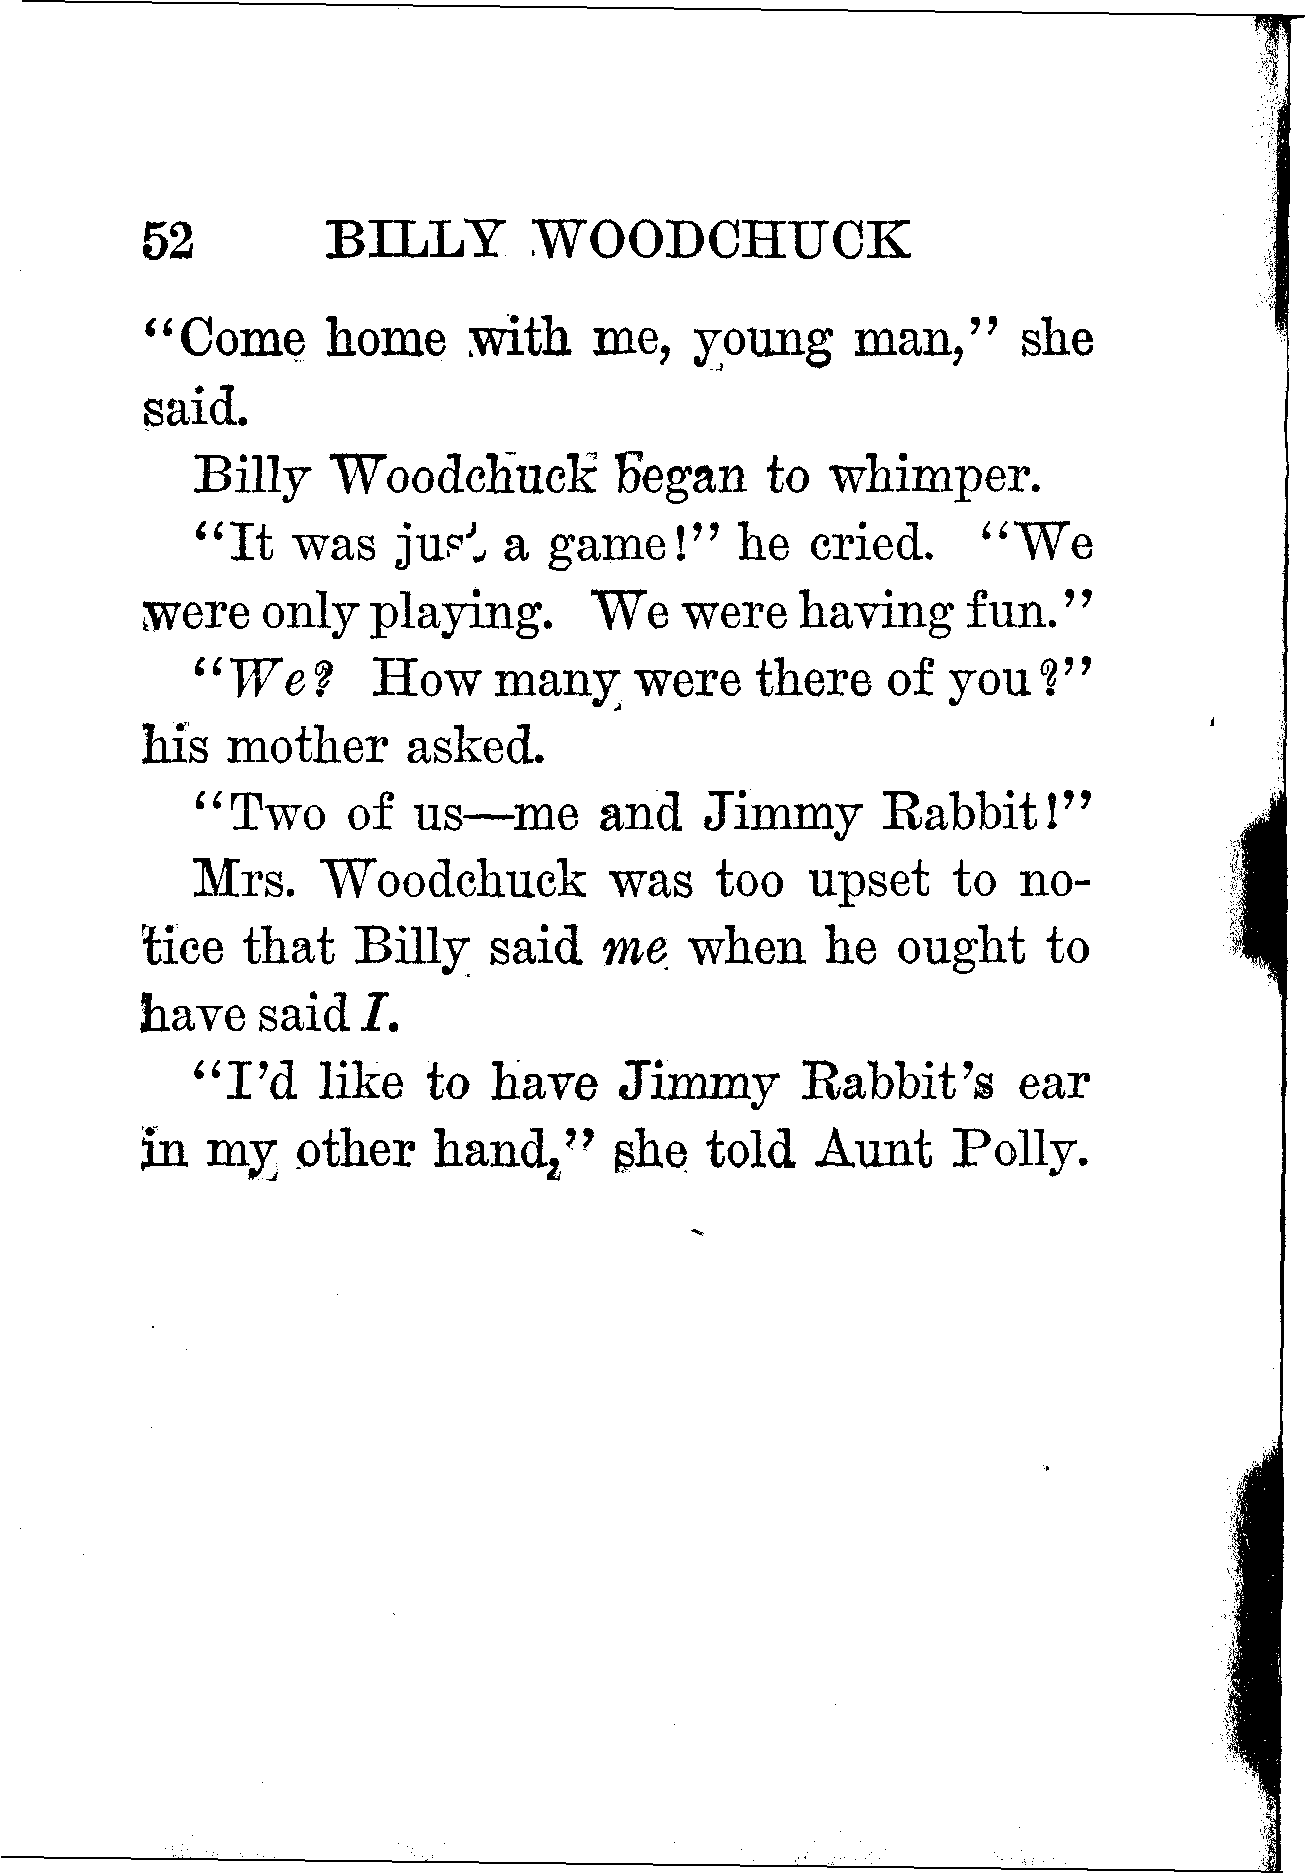 52 BILLY WOODCHUCK
“Come home with me, young man,” she
said.
Billy Woodchuck began to whimper.
“It was just a game!” he cried. “We
were only playing. We were having fun.”
“We? How many were there of you?”
his mother asked.
“Two of us—me and Jimmy Rabbit!”
Mrs. Woodchuck was too upset to no-
tice that Billy said me when he ought to
have said I.
“I’d like to have Jimmy Rabbit’s ear
in my other hand,” she told Aunt Polly.